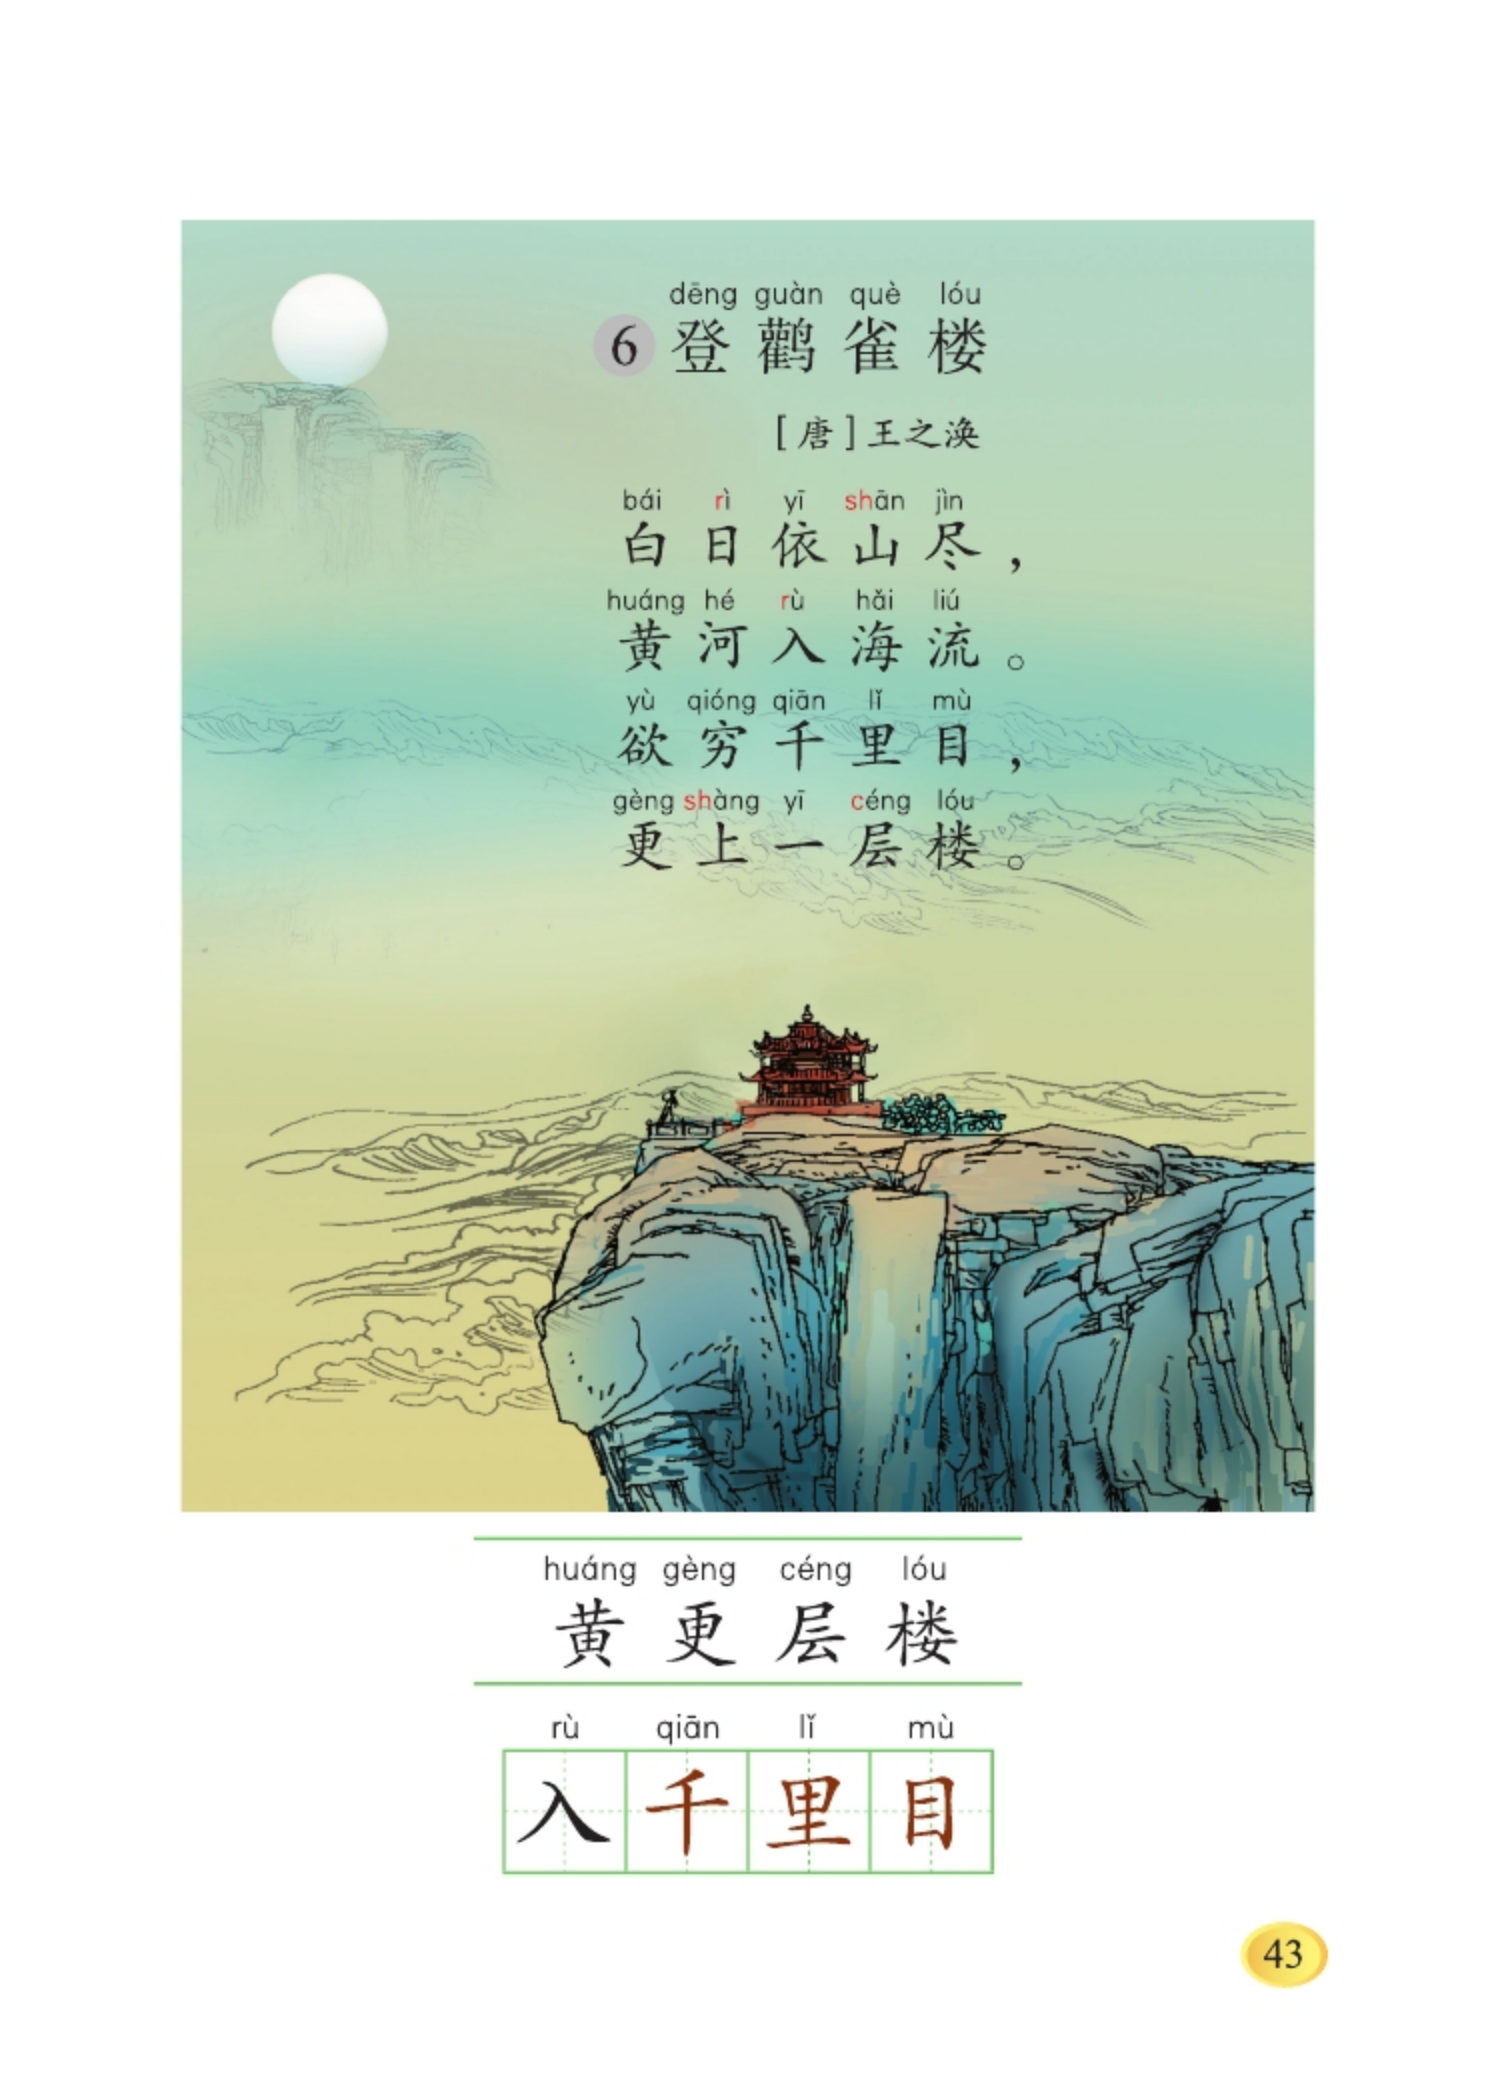 dēng guàn què lóu
6 登鹳雀楼
[唐]王之涣
bái rì yī shān jìn
白日依山尽，
huáng hé rù hǎi liú
黄河入海流。
yù qióng qiān lǐ mù
欲穷千里目，
gèng shàng yī céng lóu
更上一层楼。
huáng gèng céng lóu
黄更层楼
rù qiān lǐ mù
入千里目
43